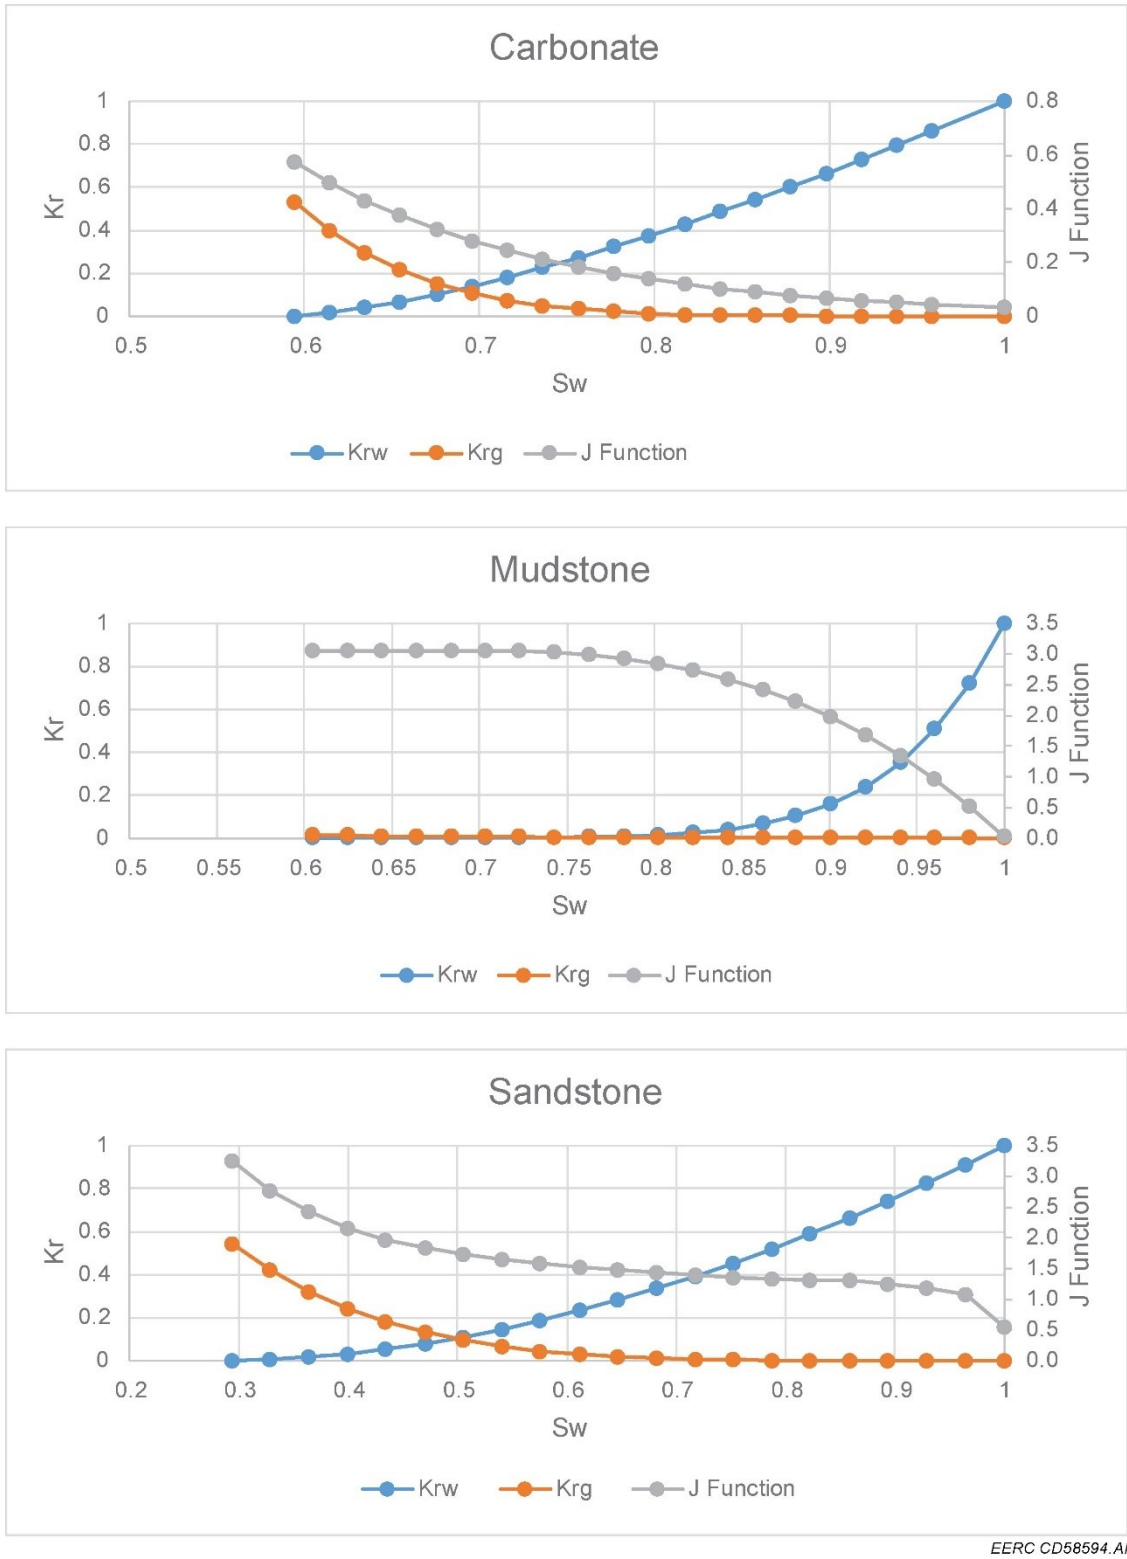 Carbonate
1 0.8
0.8
0.6
0.6
0.4 0.4
0.2
0.2
0 0
Kr
J Function
0.5 0.6 0.7 0.8 0.9 1
Sw
Krw Krg J Function
Mudstone
1 3.5
3.0
0.8
2.5
0.6 2.0
1.5
0.4
1.0
0.2
0.5
0 0.0
Kr
J Function
0.5 0.55 0.6 0.65 0.7 0.75 0.8 0.85 0.9 0.95 1
Sw
Krw Krg J Function
Sandstone
1 3.5
3.0
0.8
2.5
0.6 2.0
1.5
0.4
1.0
0.2
0.5
0 0.0
Kr
J Function
0.2 0.3 0.4 0.5 0.6 0.7 0.8 0.9 1
Sw
Krw Krg J Function
EERC CD58594.AI